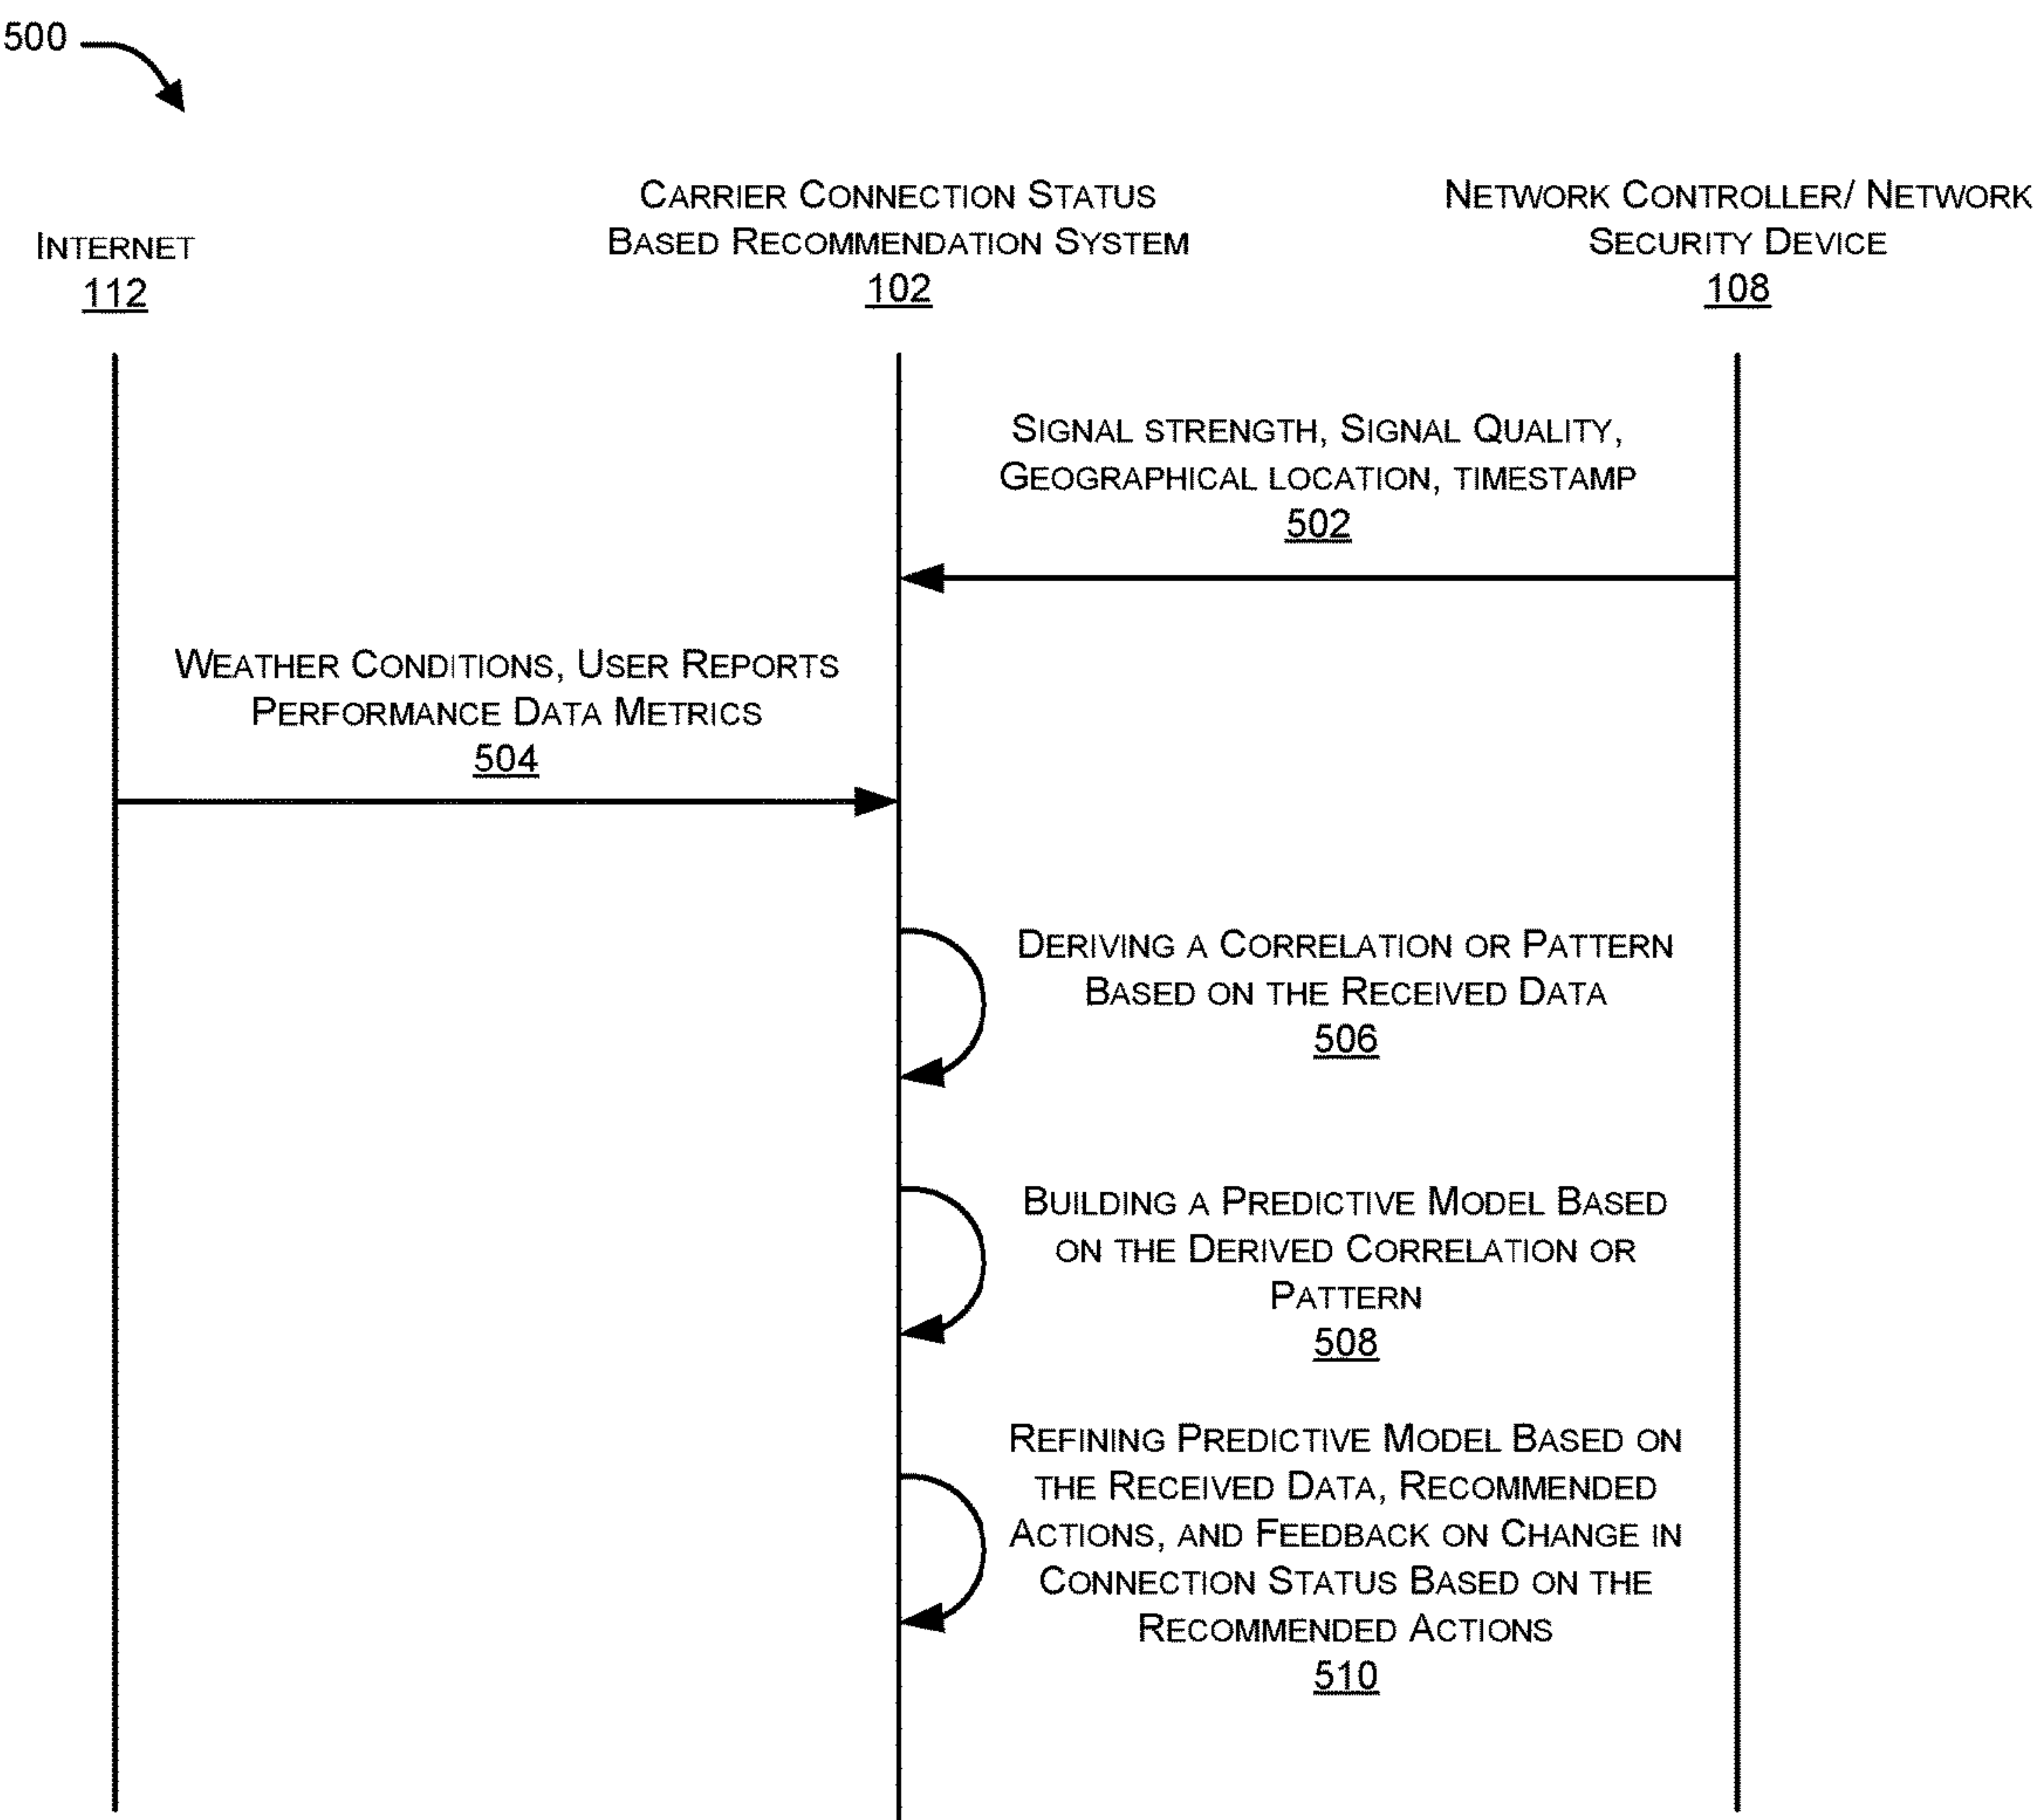 500
INTERNET
112
CARRIER CONNECTION STATUS
BASED RECOMMENDATION SYSTEM
102
NETWORK CONTROLLER/ NETWORK
SECURITY DEVICE
108
SIGNAL STRENGTH, SIGNAL QUALITY,
GEOGRAPHICAL LOCATION, TIMESTAMP
502
WEATHER CONDITIONS, USER REPORTS
PERFORMANCE DATA METRICS
504
DERIVING A CORRELATION OR PATTERN
BASED ON THE RECEIVED DATA
506
BUILDING A PREDICTIVE MODEL BASED
ON THE DERIVED CORRELATION OR
PATTERN
508
REFINING PREDICTIVE MODEL BASED ON
THE RECEIVED DATA, RECOMMENDED
ACTIONS, AND FEEDBACK ON CHANGE IN
CONNECTION STATUS BASED ON THE
RECOMMENDED ACTIONS
510